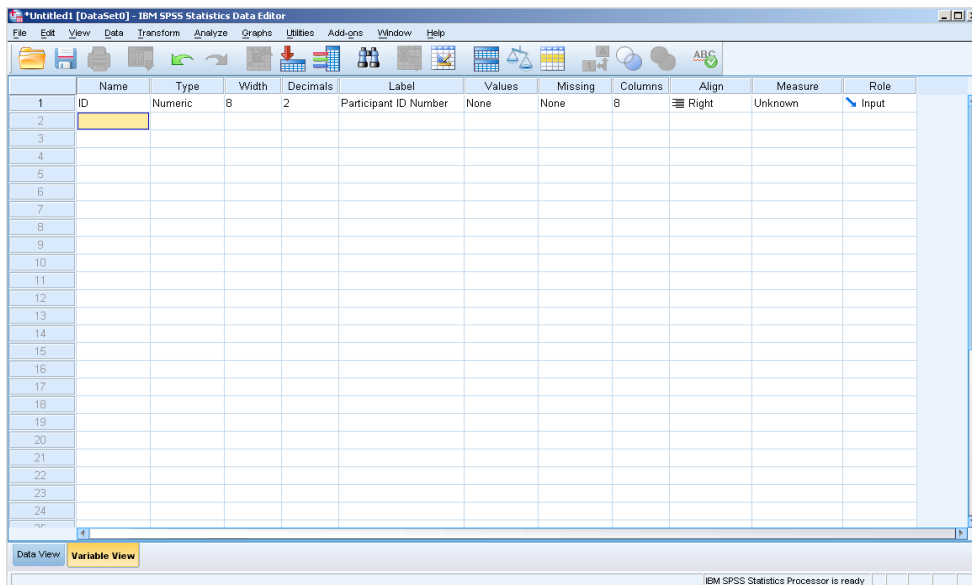 *Untitled1 [DataSet0] - IBM SPSS Statistics Data Editor
File Edit View Data Transform Analyze Graphs Utilities Add-ons Window Help
A
A
ABC
Name Type Width Decimals Label Values Missing Columns Align Measure Role
1 ID Numeric 8 2 Participant ID Number None None 8 Right Unknown Input
2
3
4
5
6
7
8
9
10
11
12
13
14
15
16
17
18
19
20
21
22
23
24
Data View Variable View
IBM SPSS Statistics Processor is ready